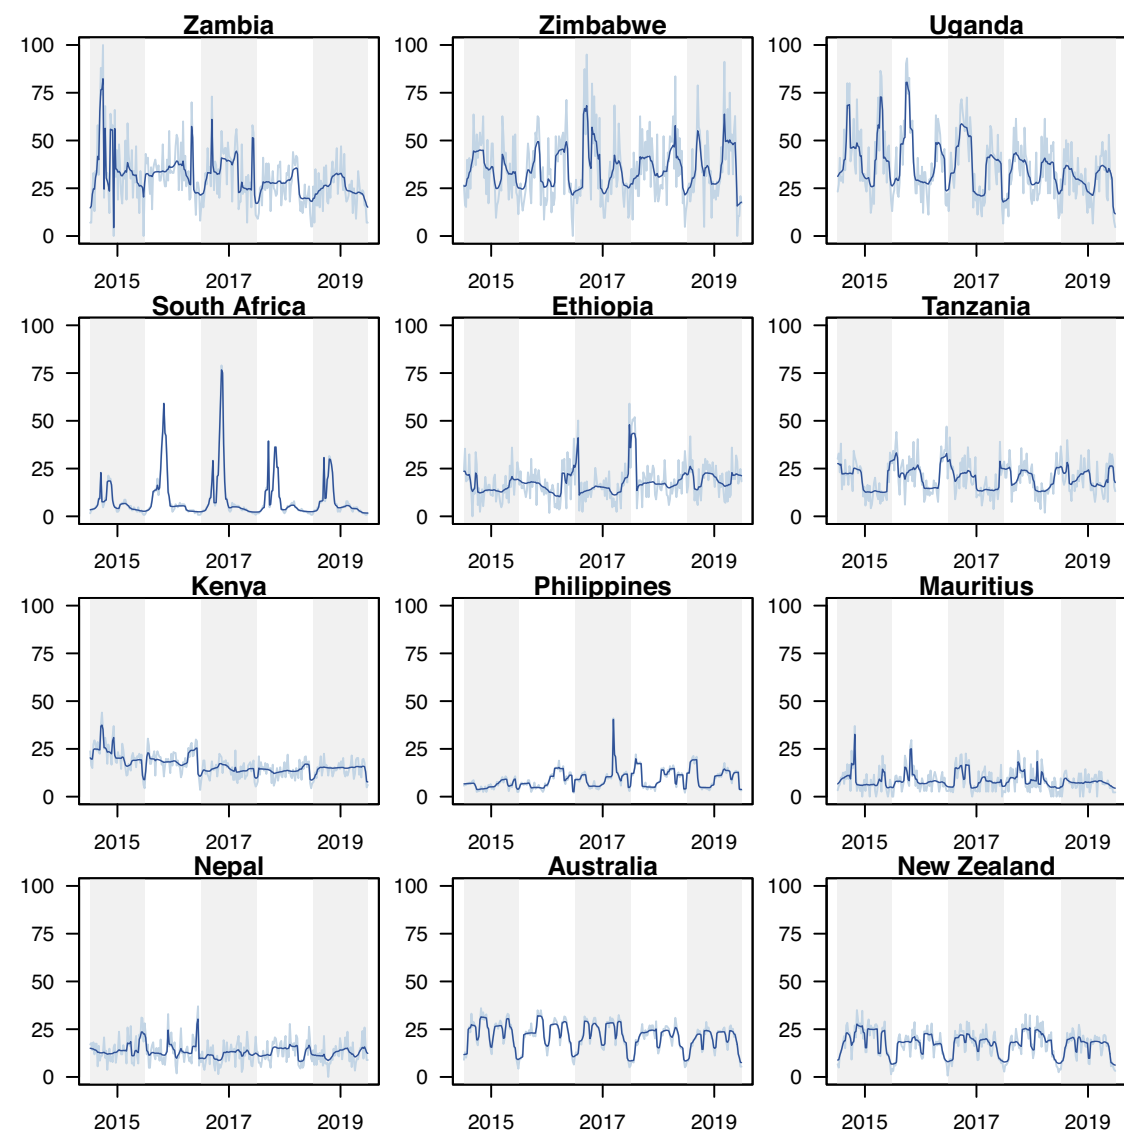 Zambia Zimbabwe Uganda
100 100 100
75 75 75
50 50 50
25 25 25
0 0 0
2015 2017 2019 2015 2017 2019 2015 2017 2019
South Africa Ethiopia Tanzania
100 100 100
75 75 75
50 50 50
25 25 25
0 0 0
2015 2017 2019 2015 2017 2019 2015 2017 2019
Kenya Philippines Mauritius
100 100 100
75 75 75
50 50 50
25 25 25
0 0 0
2015 2017 2019 2015 2017 2019 2015 2017 2019
Nepal Australia New Zealand
100 100 100
75 75 75
50 50 50
25 25 25
0 0 0
2015 2017 2019 2015 2017 2019 2015 2017 2019